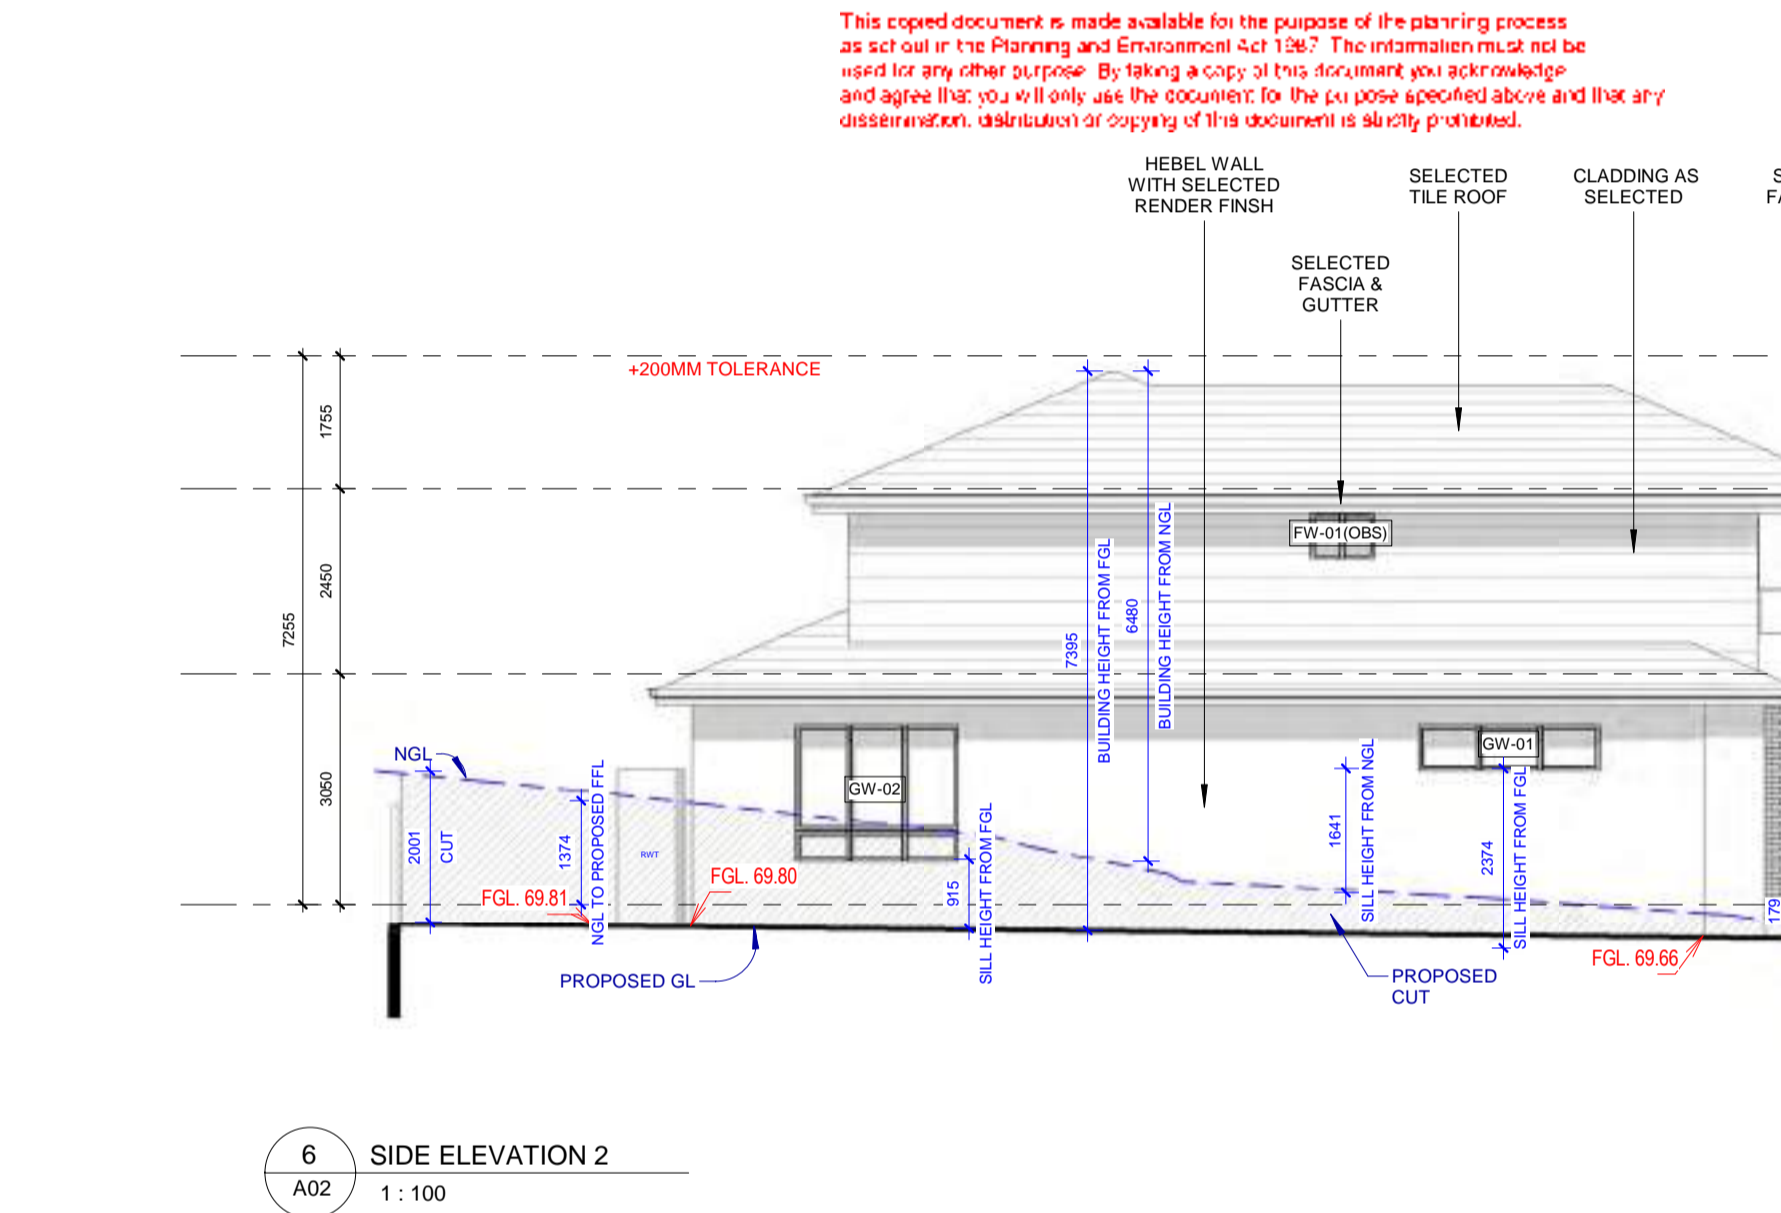 This copied document is made available for the purpose of the planning process
as set out in the Planning and Environment Act 1987. The information must not be
used for any other purpose. By taking a copy of this document you acknowledge
and agree that you will only use the document for the purpose specified above and that any
dissemination, distribution or copying of this document is strictly prohibited.
HEBEL WALL
WITH SELECTED
RENDER FINSH
SELECTED
TILE ROOF
CLADDING AS
SELECTED
SELECTED
FASCIA &
GUTTER
+200MM TOLERANCE
1755
2450
7255
3050
FW-01(OBS)
7395
BUILDING HEIGHT FROM FGL
6480
BUILDING HEIGHT FROM NGL
NGL
GW-02
GW-01
2001
CUT
1374
NGL TO PROPOSED FFL
RWT
FGL. 69.81
FGL. 69.80
915
SILL HEIGHT FROM FGL
1641
SILL HEIGHT FROM NGL
2374
SILL HEIGHT FROM FGL
179
FGL. 69.66
PROPOSED GL
PROPOSED
CUT
6
A02
SIDE ELEVATION 2
1 : 100